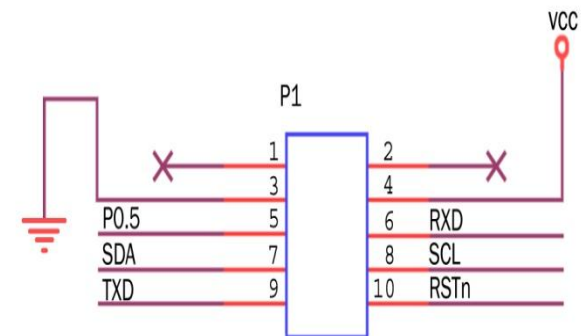 VCC
P1
1 2
3 4
P0.5 5 6 RXD
SDA 7 8 SCL
TXD 9 10 RSTn